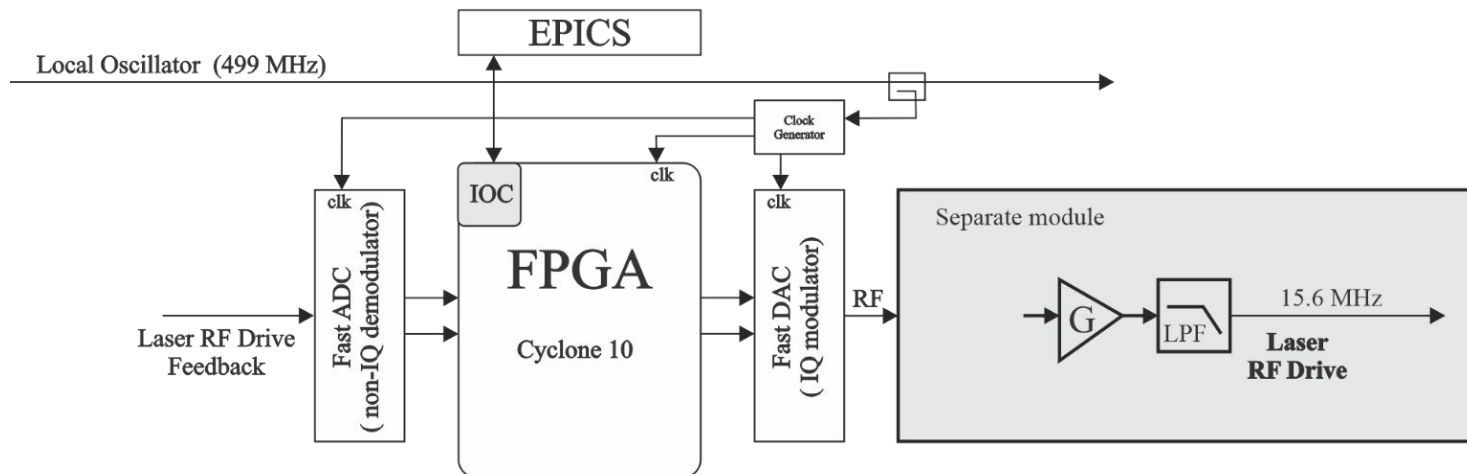 EPICS
Local Oscillator (499 MHz)
Clock
Generator
clk
clk
clk
IOC
FPGA
Cyclone 10
Fast ADC
( non-IQ demodulator)
Laser RF Drive
Feedback
Fast DAC
( IQ modulator)
RF
Separate module
G
LPF
15.6 MHz
Laser
RF Drive